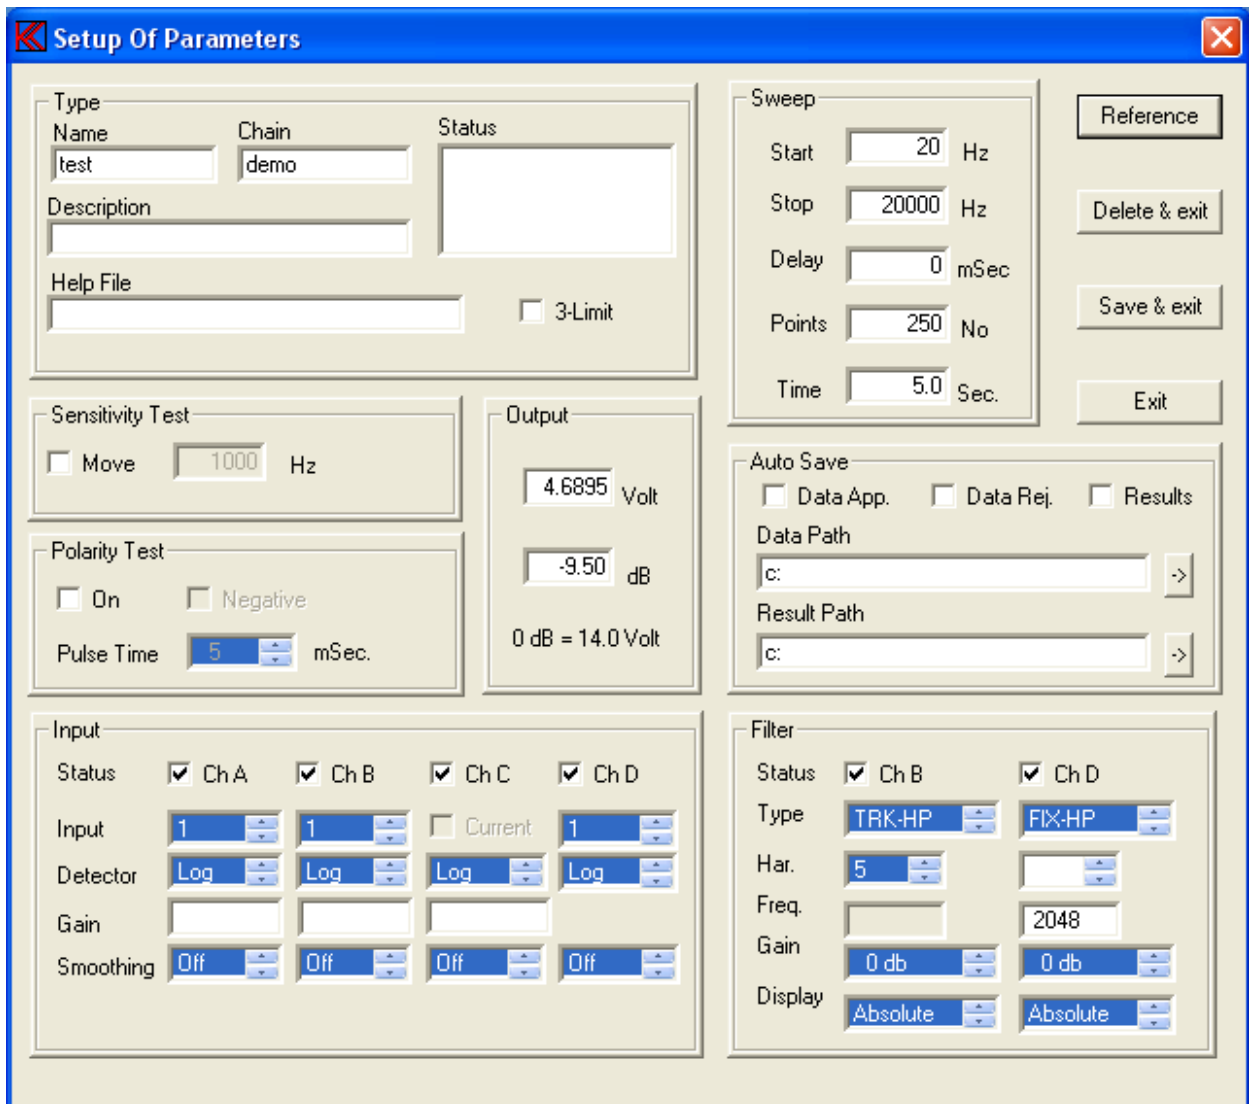 Setup Of Parameters
Type
Name Chain Status
test demo
Description
Help File
3-Limit
Sweep
Start 20 Hz
Stop 20000 Hz
Delay 0 mSec
Points 250 No
Time 5.0 Sec.
Reference
Delete & exit
Save & exit
Exit
Sensitivity Test
Move 1000 Hz
Polarity Test
On Negative
Pulse Time 5 mSec.
Output
4.6895 Volt
-9.50 dB
0 dB = 14.0 Volt
Auto Save
Data App. Data Rej. Results
Data Path
c: ->
Result Path
c: ->
Input
Status Ch A Ch B Ch C Ch D
Input 1 1 Current 1
Detector Log Log Log Log
Gain
Smoothing Off Off Off Off
Filter
Status Ch B Ch D
Type TRK-HP FIX-HP
Har. 5
Freq. 2048
Gain 0 db 0 db
Display Absolute Absolute